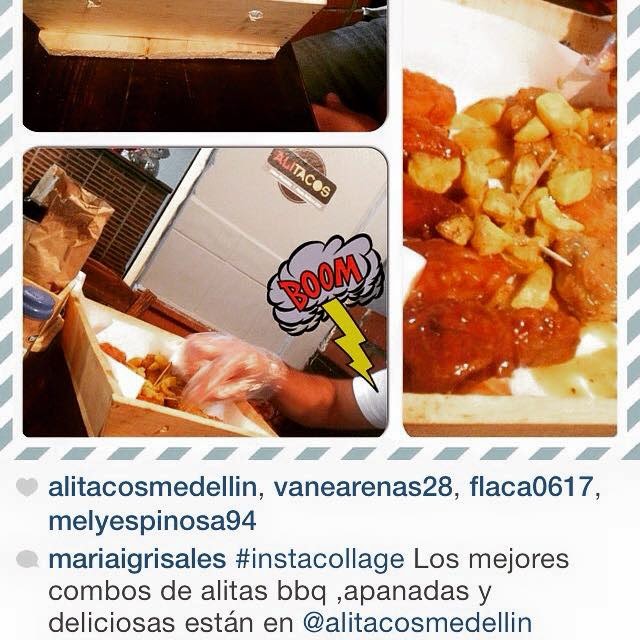 ALITACOS
BOOM
alitacosmedellin, vanearenas28, flaca0617,
melyespinosa94
mariaigrisales #instacollage Los mejores
combos de alitas bbq ,apanadas y
deliciosas están en @alitacosmedellin